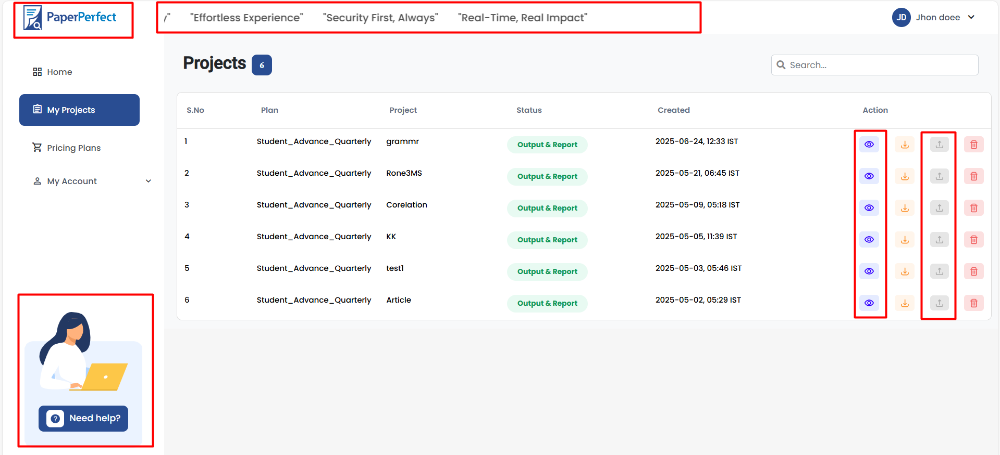 PaperPerfect
y" "Effortless Experience" "Security First, Always" "Real-Time, Real Impact"
JD Jhon doee
Home
My Projects
Pricing Plans
My Account
Need help?
Projects 6
Search...
S.No Plan Project Status Created Action
1 Student_Advance_Quarterly grammr Output & Report 2025-06-24, 12:33 IST
2 Student_Advance_Quarterly Rone3MS Output & Report 2025-05-21, 06:45 IST
3 Student_Advance_Quarterly Corelation Output & Report 2025-05-09, 05:18 IST
4 Student_Advance_Quarterly KK Output & Report 2025-05-05, 11:39 IST
5 Student_Advance_Quarterly test1 Output & Report 2025-05-03, 05:46 IST
6 Student_Advance_Quarterly Article Output & Report 2025-05-02, 05:29 IST